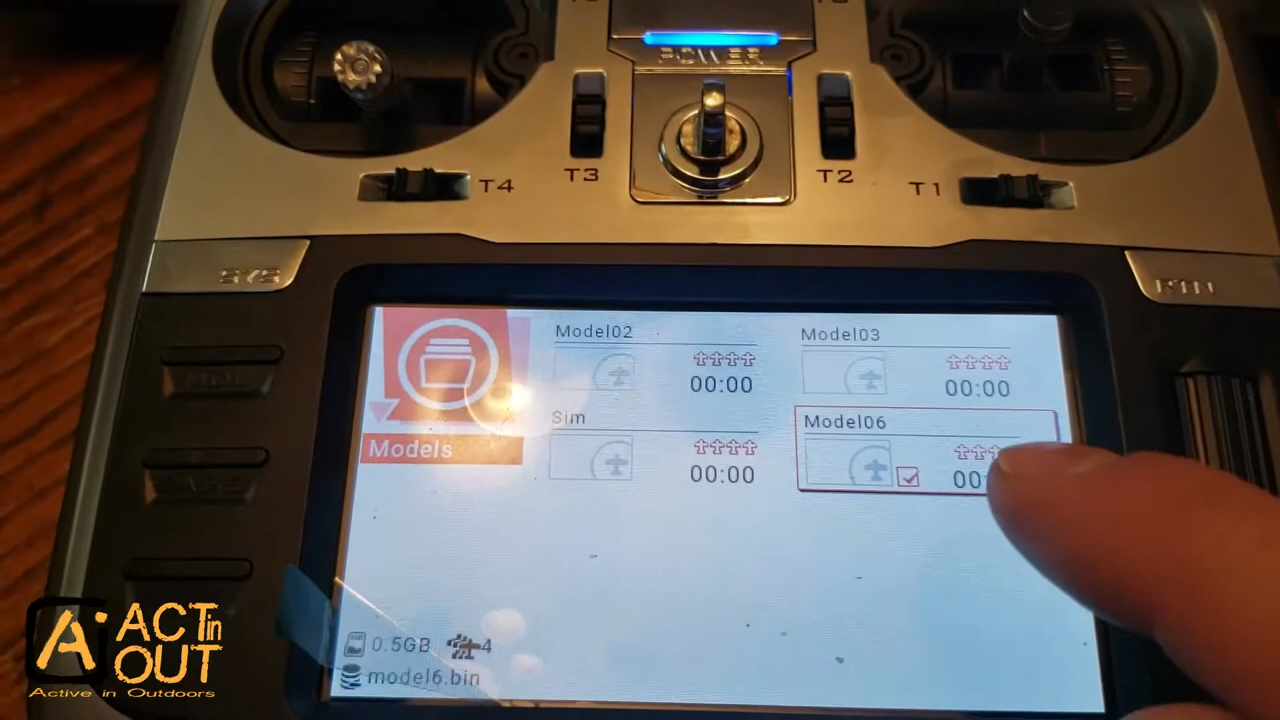 POWER
T4
T3
T2
T1
SYS
RTN
Model02
00:00
Model03
00:00
Sim
00:00
Model06
00
Models
0.5GB
4
model6.bin
A
ACT in OUT
Active in Outdoors